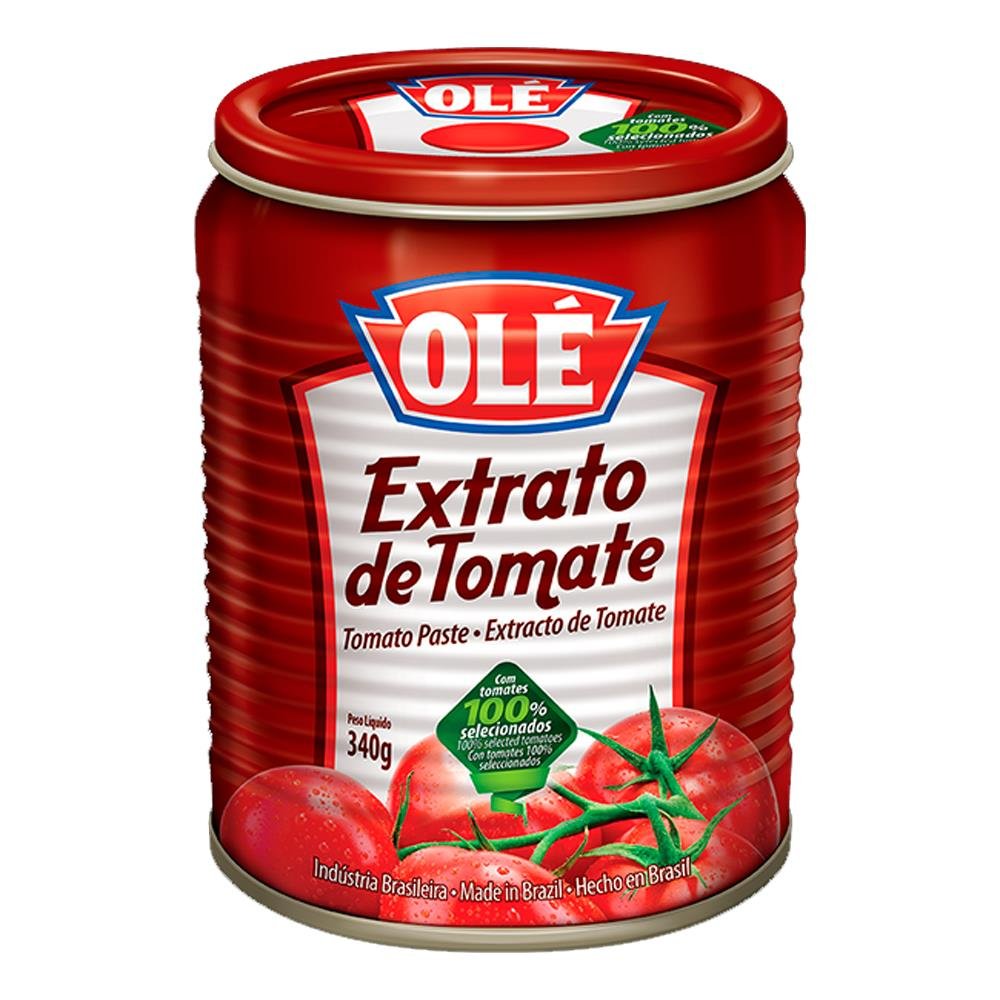 OLÉ
Com
tomates
100%
selecionados
OLÉ
Extrato
de Tomate
Tomato Paste • Extracto de Tomate
Com
tomates
100%
selecionados
100% selected tomatoes
Con tomates 100%
seleccionados
Peso Líquido
340g
Indústria Brasileira • Made in Brazil • Hecho en Brasil